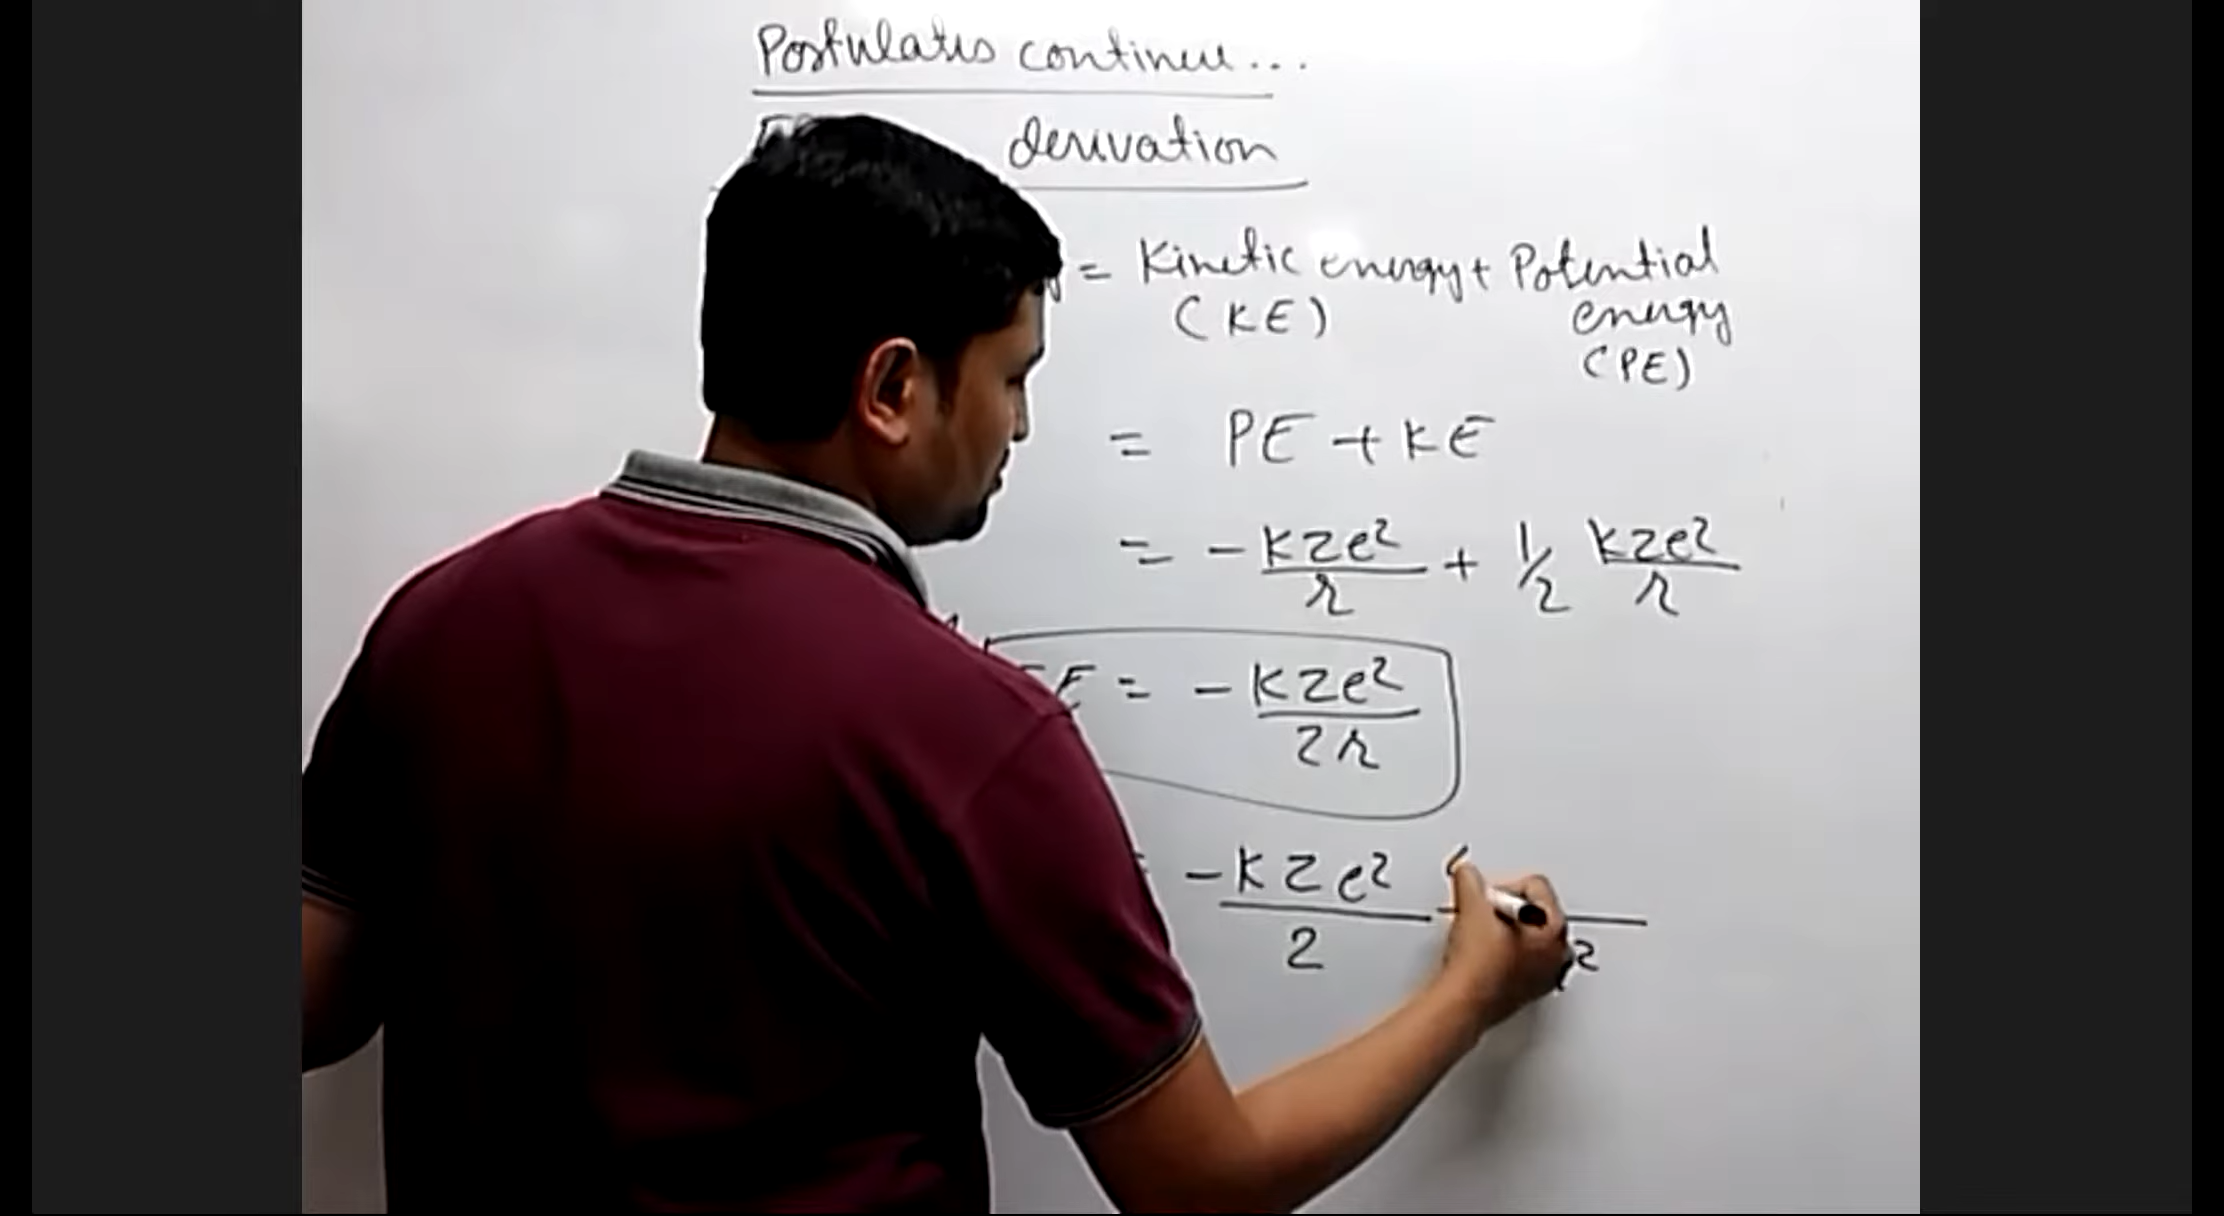 Postulates continue...
derivation
= Kinetic energy + Potential
(KE) energy
(PE)
= PE + KE
= - KZe²/r + 1/2 KZe²/r
E = - KZe²/2r
= - KZe²/2
2